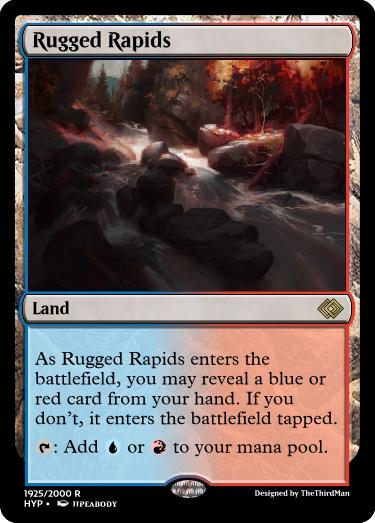 Rugged Rapids
Land
As Rugged Rapids enters the
battlefield, you may reveal a blue or
red card from your hand. If you
don't, it enters the battlefield tapped.
: Add or to your mana pool.
1925/2000 R
HYP • JJPEABODY
Designed by TheThirdMan